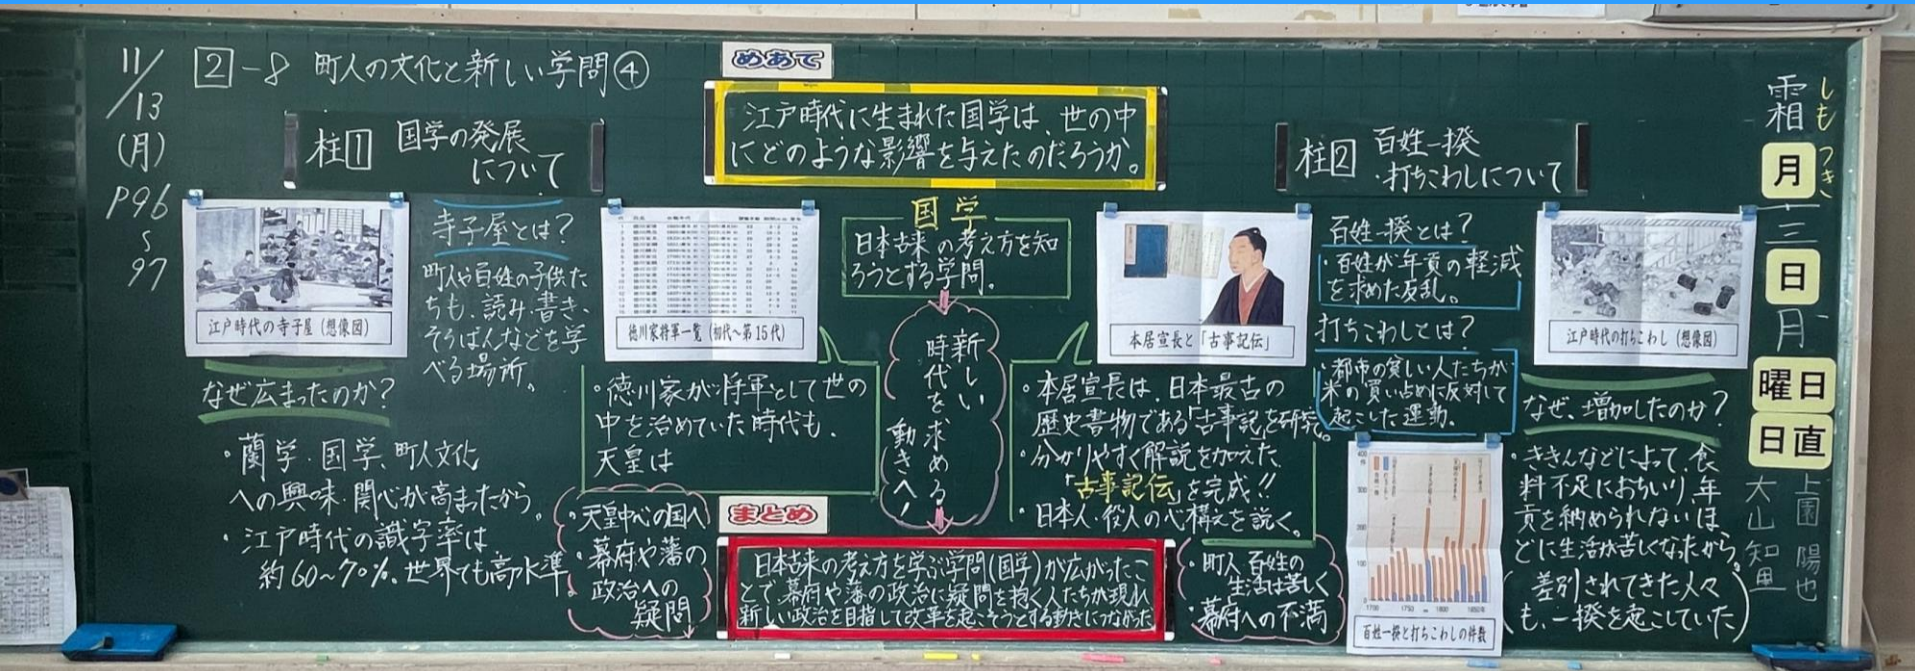 11/13
(月)
P96
〜
97
2-8 町人の文化と新しい学問④
めあて
江戸時代に生まれた国学は、世の中
にどのような影響を与えたのだろうか。
柱1 国学の発展
について
江戸時代の寺子屋(想像図)
寺子屋とは?
町人や百姓の子供た
ちも、読み・書き・
そろばんなどを学
べる場所。
なぜ広まったのか?
・蘭学・国学、町人文化
への興味・関心が高まったから。
・江戸時代の識字率は
約60~70%。世界でも高水準
徳川家将軍一覧(初代~第15代)
・徳川家が将軍として世の
中を治めていた時代も、
天皇は
・天皇中心の国へ
・幕府や藩の
政治への
疑問
国学
日本古来の考え方を知
ろうとする学問。
新しい
時代を求める
動きへ!
本居宣長と「古事記伝」
・本居宣長は、日本最古の
歴史書物である「古事記」を研究。
・分かりやすく解説を加えた、
「古事記伝」を完成!!
・日本人・役人の心構えを説く。
まとめ
日本古来の考え方を学ぶ学問(国学)が広がったこ
とで、幕府や藩の政治に疑問を抱く人たちが現れ
新しい政治を目指して改革を起こそうとする動きにつながった
柱2 百姓一揆
・打ちこわしについて
百姓一揆とは?
・百姓が年貢の軽減
を求めた反乱。
打ちこわしとは?
・都市の貧しい人たちが
米の買い占めに反対して
起こした運動。
江戸時代の打ちこわし(想像図)
なぜ、増加したのか?
・ききんなどによって、食
料不足におちいり、年
貢を納められないほ
どに生活が苦しくなったから。
(差別されてきた人々
も、一揆を起こしていた)
・町人・百姓の
生活は苦しく
・幕府への不満
400
300
200
100
0
1700
1750
1800
1850年
百姓一揆と打ちこわしの件数
霜月
しもつき
十三日
月曜日
日直
上園 陽也
大山 知里